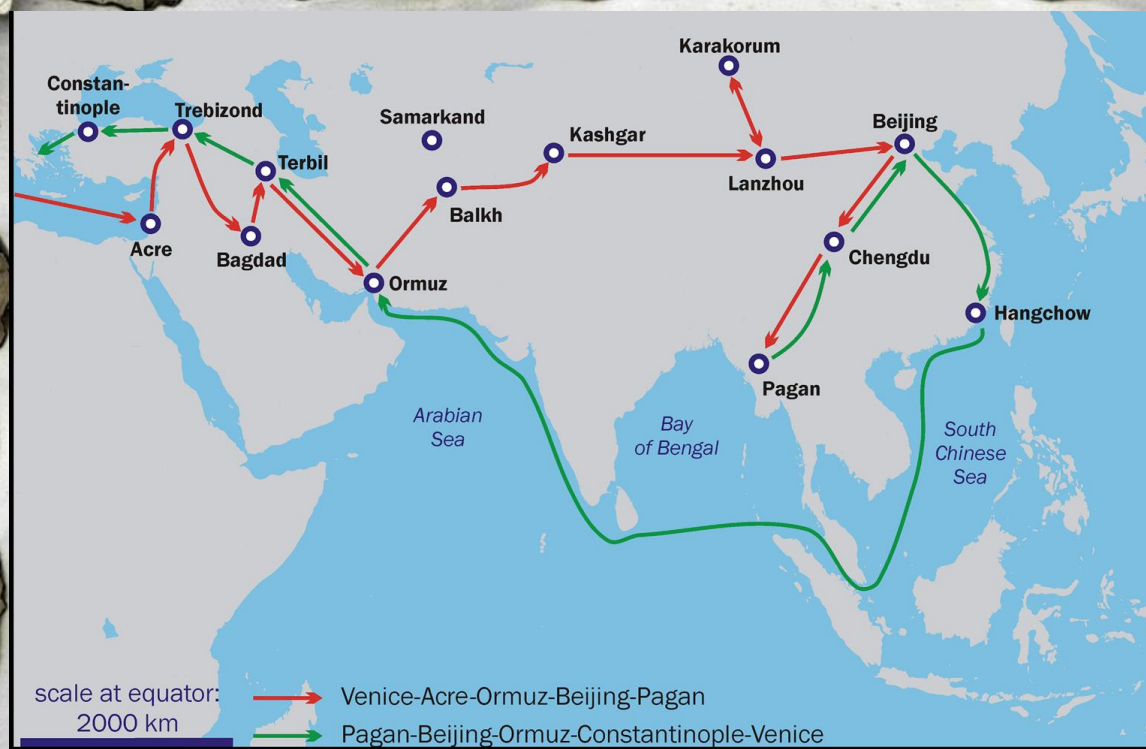 Karakorum
Constan-
tinople
Trebizond
Samarkand
Kashgar
Beijing
Terbil
Lanzhou
Balkh
Acre
Bagdad
Chengdu
Ormuz
Hangchow
Pagan
Arabian
Sea
Bay
of Bengal
South
Chinese
Sea
scale at equator:
2000 km
Venice-Acre-Ormuz-Beijing-Pagan
Pagan-Beijing-Ormuz-Constantinople-Venice